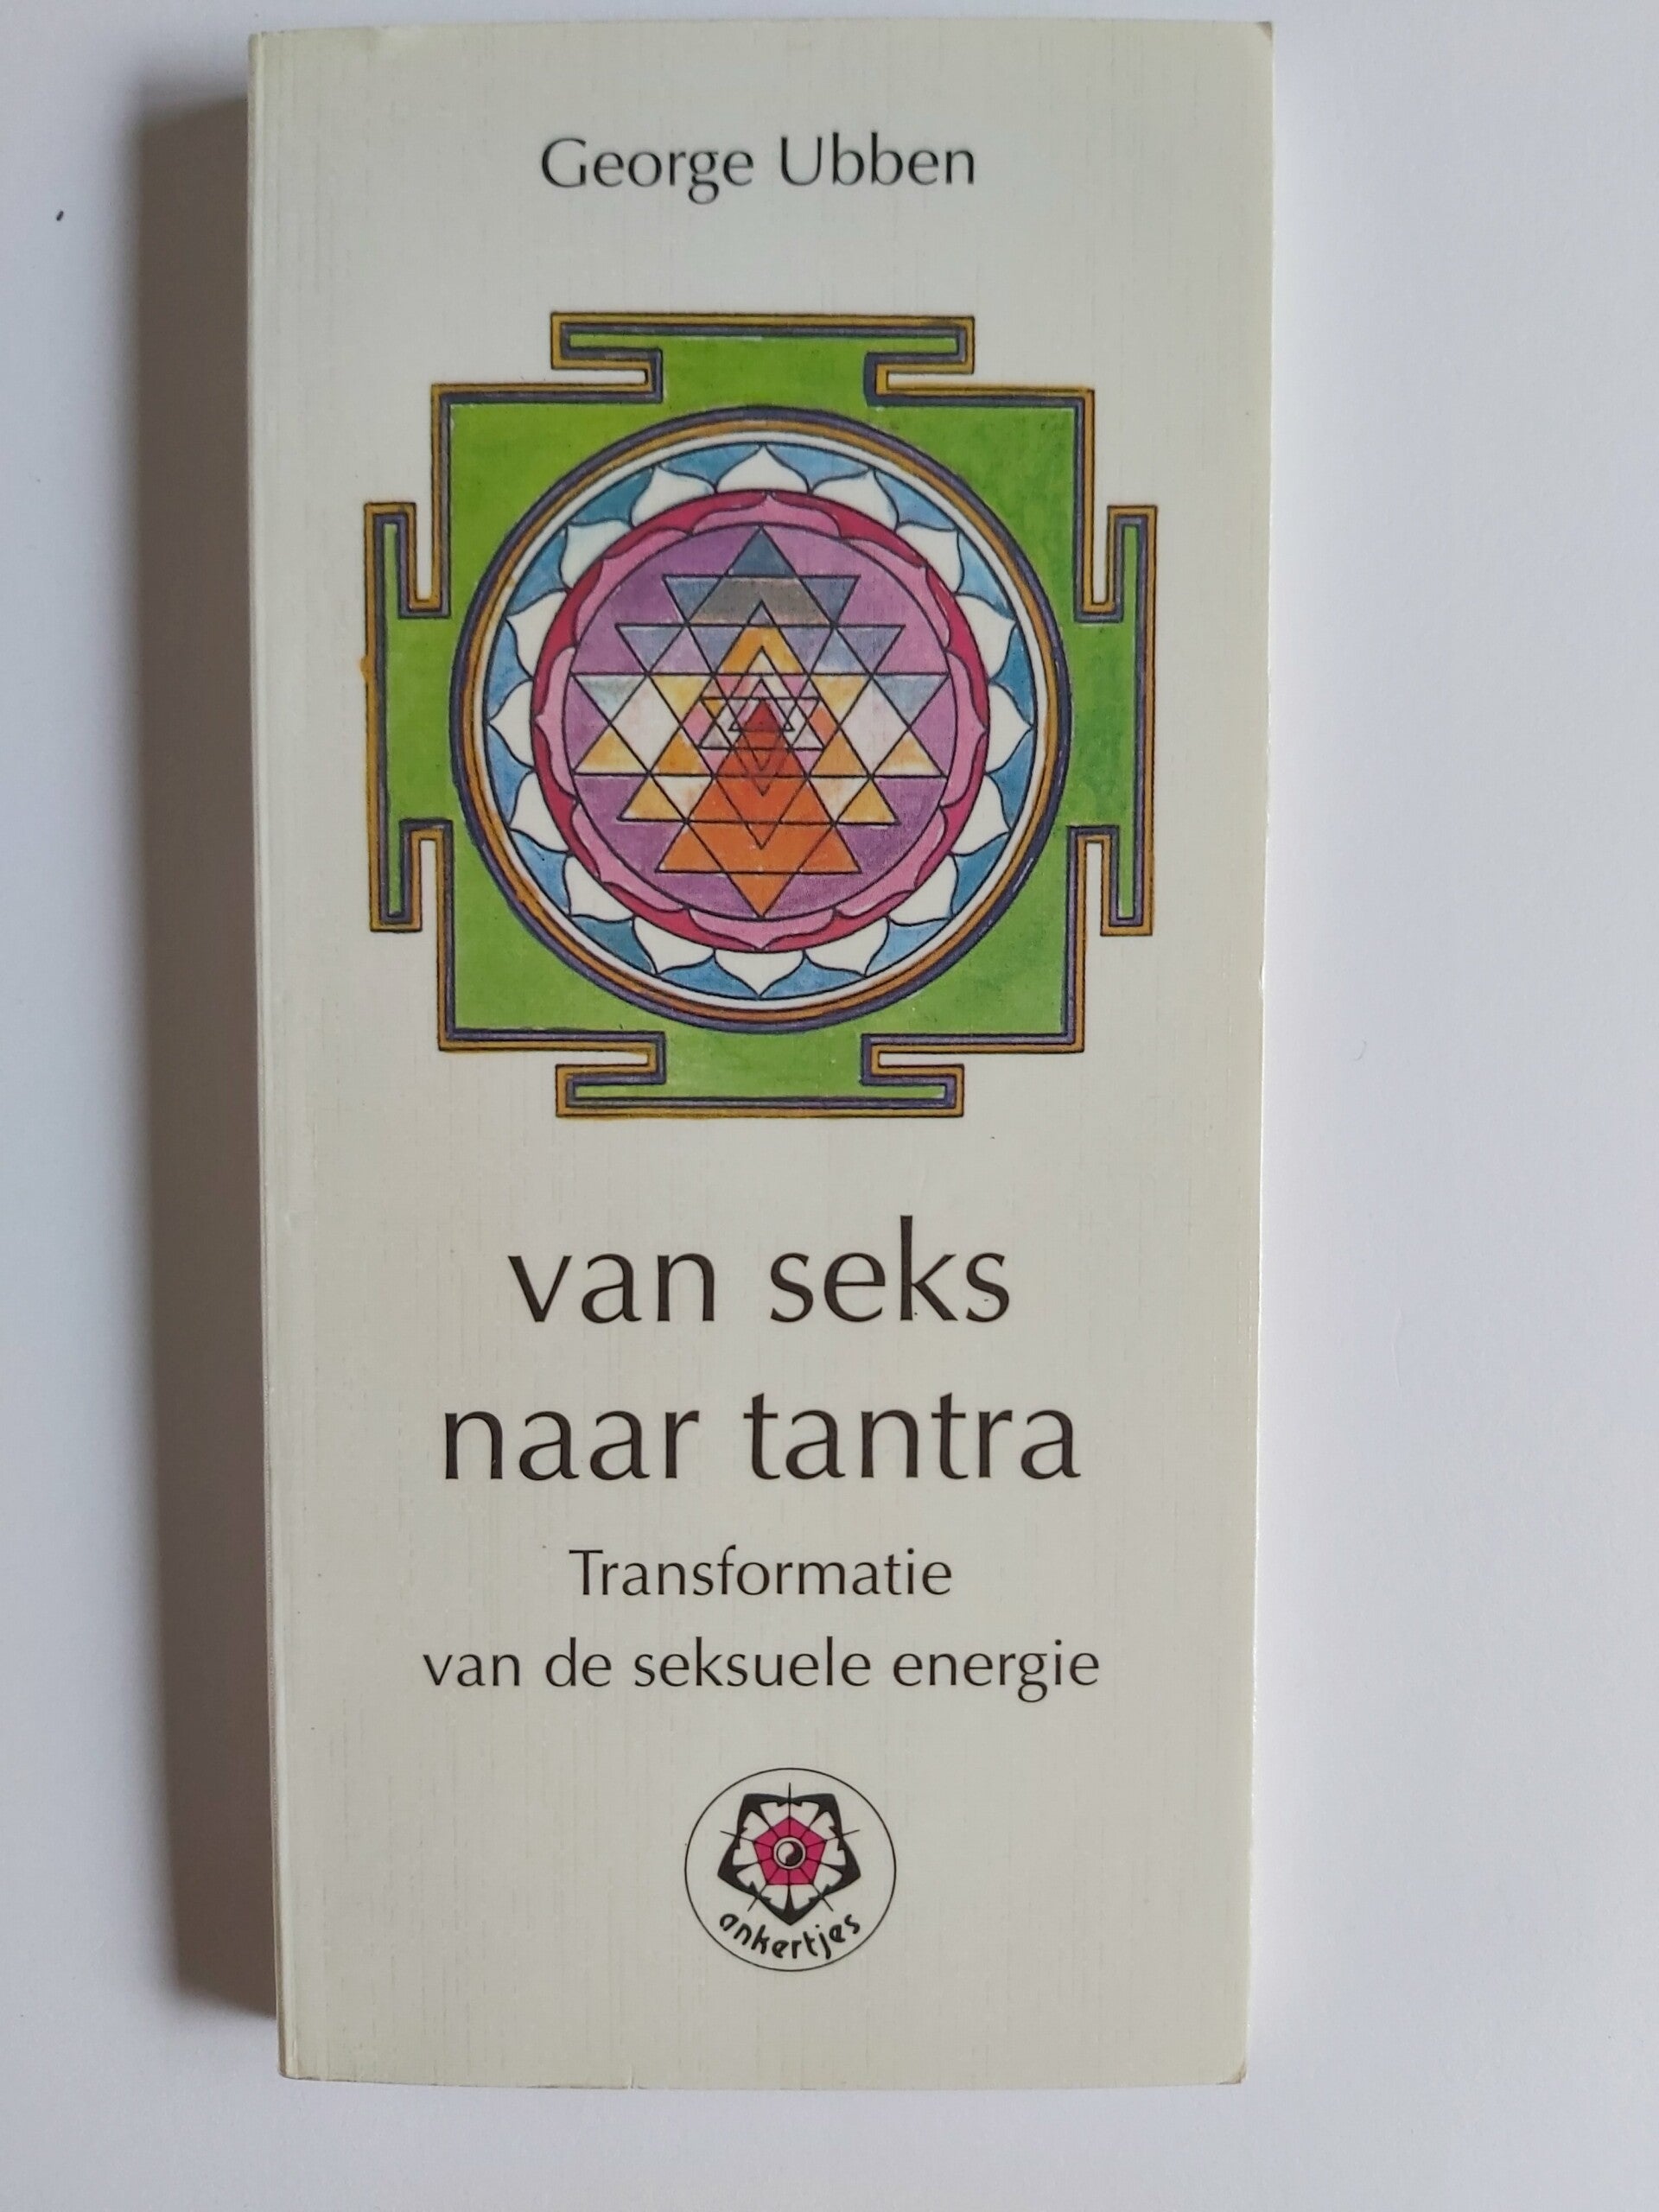 George Ubben
van seks
naar tantra
Transformatie
van de seksuele energie
ankertjes